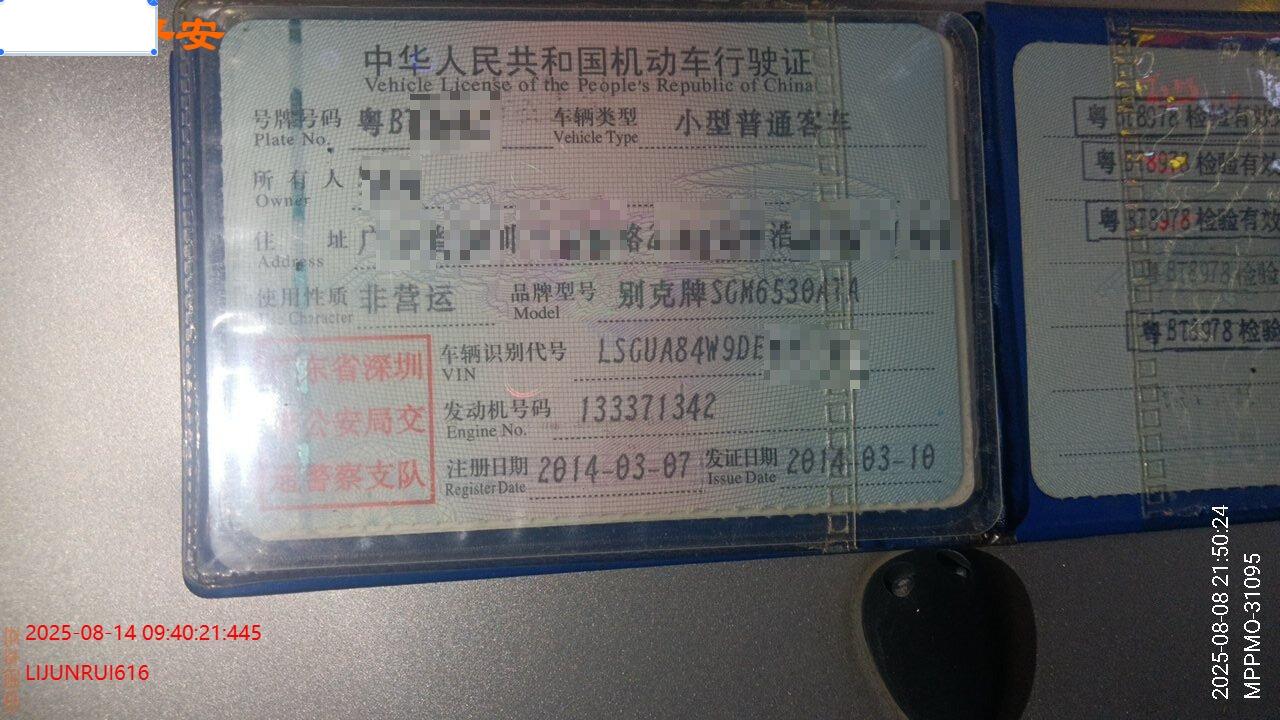 安
中华人民共和国机动车行驶证
Vehicle License of the People's Republic of China
号牌号码 粤B 车辆类型 小型普通客车
Plate No. Vehicle Type
所有人
Owner
住址 广
Address
使用性质 非营运 品牌型号 别克牌SGM6530ATA
Use Character Model
车辆识别代号 LSGUA84W9DE
VIN
发动机号码 133371342
Engine No.
注册日期 2014-03-07 发证日期 2014-03-10
Register Date Issue Date
东省深圳
公安局交
通警察支队
粤BT8978检验有效
粤BT8978检验有效
粤BT8978检验有效
粤BT8978检验
粤BT8978检验
2025-08-14 09:40:21:445
LIJUNRUI616
2025-08-08 21:50:24
MPPMO-31095